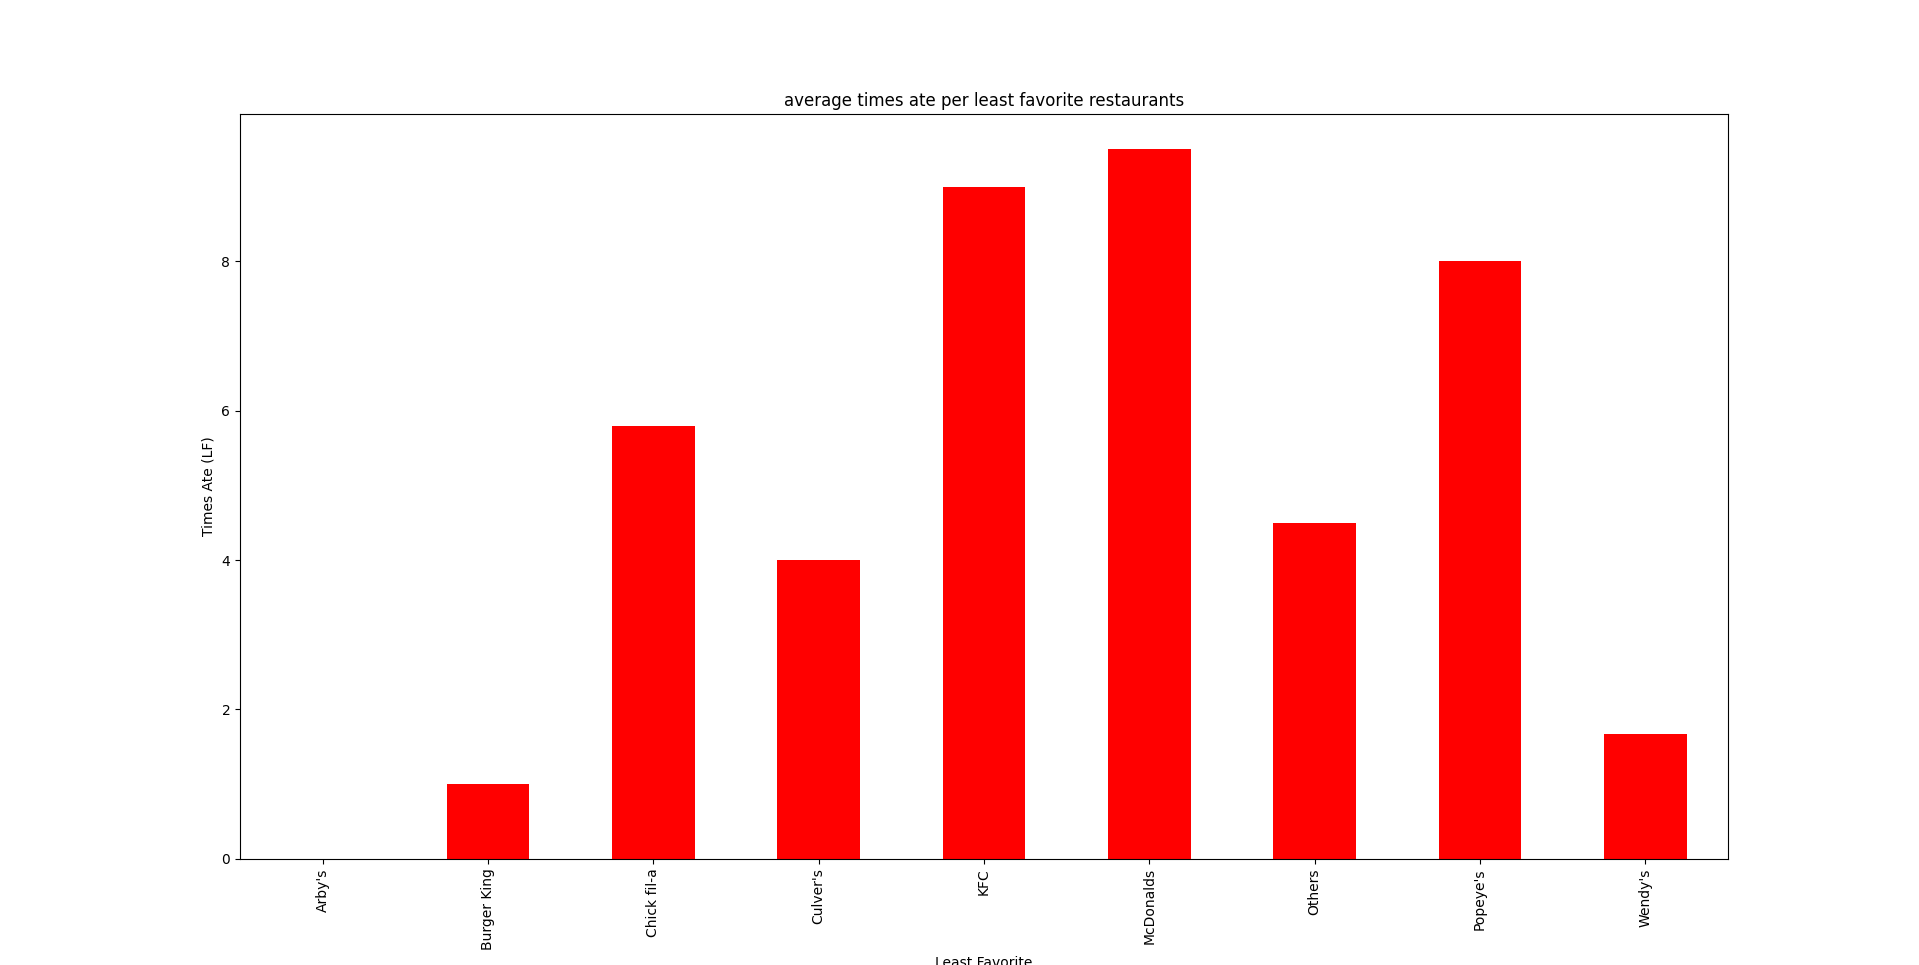 average times ate per least favorite restaurants
Times Ate (LF)
8
6
4
2
0
Arby's
Burger King
Chick fil-a
Culver's
KFC
McDonalds
Others
Popeye's
Wendy's
Least Favorite